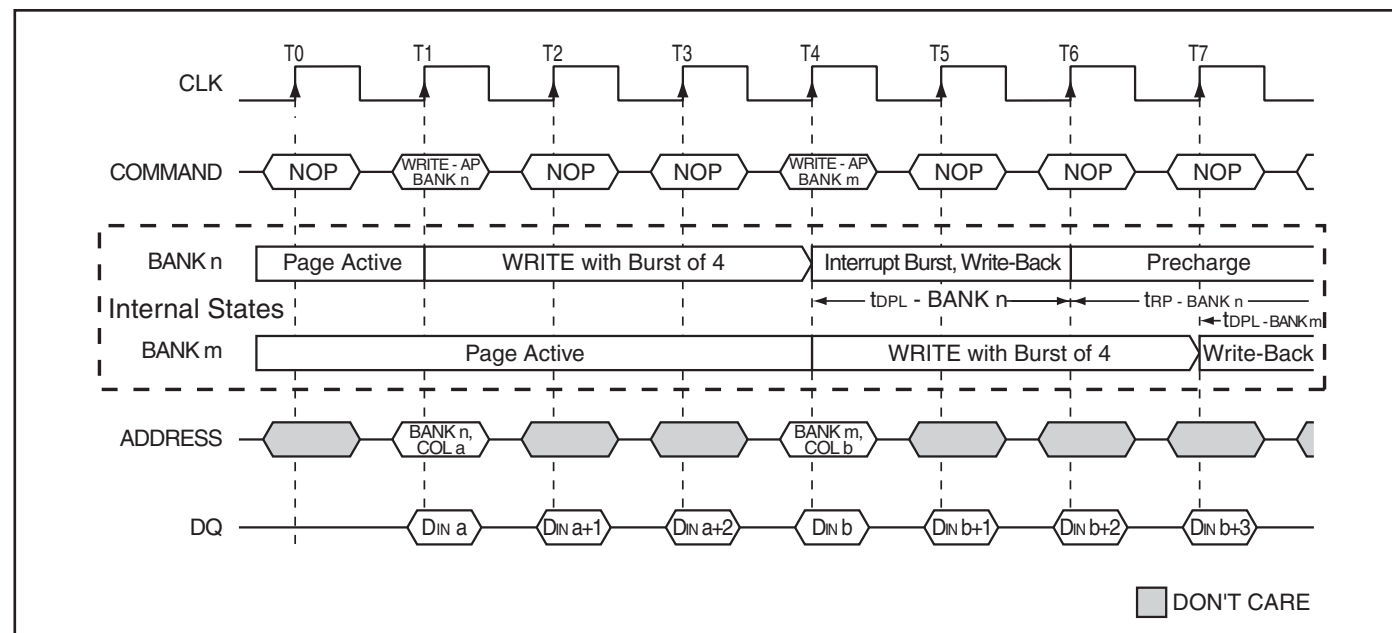 T0 T1 T2 T3 T4 T5 T6 T7
CLK
COMMAND NOP WRITE - AP BANK n NOP NOP WRITE - AP BANK m NOP NOP NOP
BANK n Page Active WRITE with Burst of 4 Interrupt Burst, Write-Back Precharge
tDPL - BANK n tRP - BANK n
Internal States
tDPL - BANK m
BANK m Page Active WRITE with Burst of 4 Write-Back
ADDRESS BANK n, COL a BANK m, COL b
DQ DIN a DIN a+1 DIN a+2 DIN b DIN b+1 DIN b+2 DIN b+3
DON'T CARE